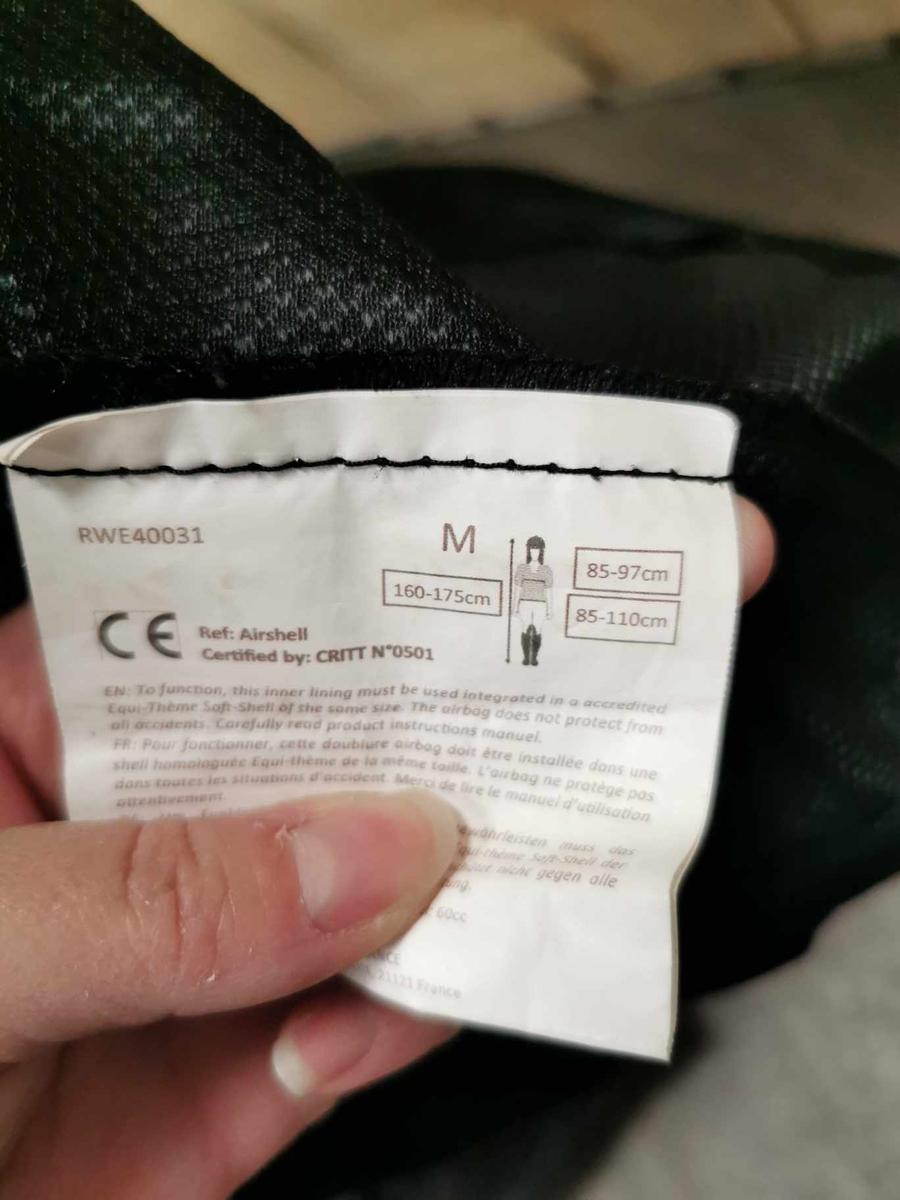 RWE40031
M
160-175cm
85-97cm
85-110cm
CE
Ref: Airshell
Certified by: CRITT N°0501
EN: To function, this inner lining must be used integrated in a accredited
Equi-Thème Soft-Shell of the same size. The airbag does not protect from
all accidents. Carefully read product instructions manuel.
FR: Pour fonctionner, cette doublure airbag doit être installée dans une
shell homologuée Equi-thème de la même taille. L'airbag ne protège pas
dans toutes les situations d'accident. Merci de lire le manuel d'utilisation
attentivement.
muss das
Soft-Shell der
nicht gegen alle
60cc
21121 France